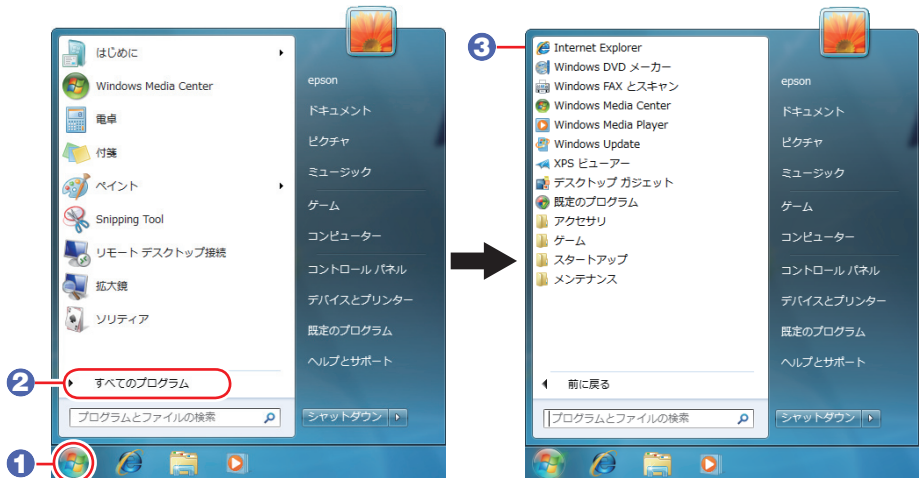 はじめに
Windows Media Center
電卓
付箋
ペイント
Snipping Tool
リモート デスクトップ接続
拡大鏡
ソリティア
2
すべてのプログラム
プログラムとファイルの検索
1
epson
ドキュメント
ピクチャ
ミュージック
ゲーム
コンピューター
コントロール パネル
デバイスとプリンター
既定のプログラム
ヘルプとサポート
シャットダウン
3
Internet Explorer
Windows DVD メーカー
Windows FAX とスキャン
Windows Media Center
Windows Media Player
Windows Update
XPS ビューアー
デスクトップ ガジェット
既定のプログラム
アクセサリ
ゲーム
スタートアップ
メンテナンス
前に戻る
プログラムとファイルの検索
epson
ドキュメント
ピクチャ
ミュージック
ゲーム
コンピューター
コントロール パネル
デバイスとプリンター
既定のプログラム
ヘルプとサポート
シャットダウン